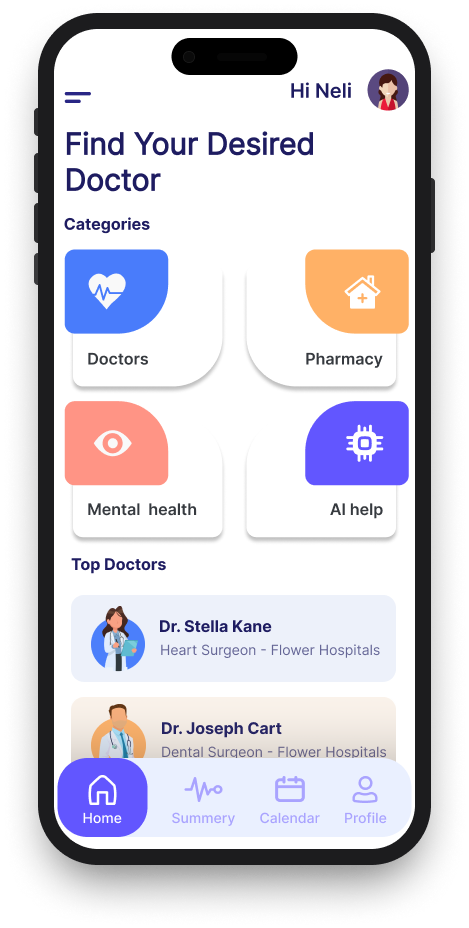 Hi Neli
Find Your Desired
Doctor
Categories
Doctors
Pharmacy
Mental health
AI help
Top Doctors
Dr. Stella Kane
Heart Surgeon - Flower Hospitals
Dr. Joseph Cart
Dental Surgeon - Flower Hospitals
Home
Summery
Calendar
Profile